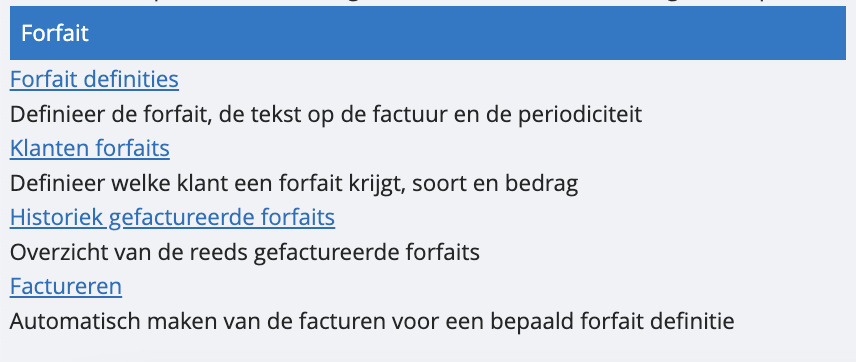 Forfait
Forfait definities
Definieer de forfait, de tekst op de factuur en de periodiciteit
Klanten forfaits
Definieer welke klant een forfait krijgt, soort en bedrag
Historiek gefactureerde forfaits
Overzicht van de reeds gefactureerde forfaits
Factureren
Automatisch maken van de facturen voor een bepaald forfait definitie